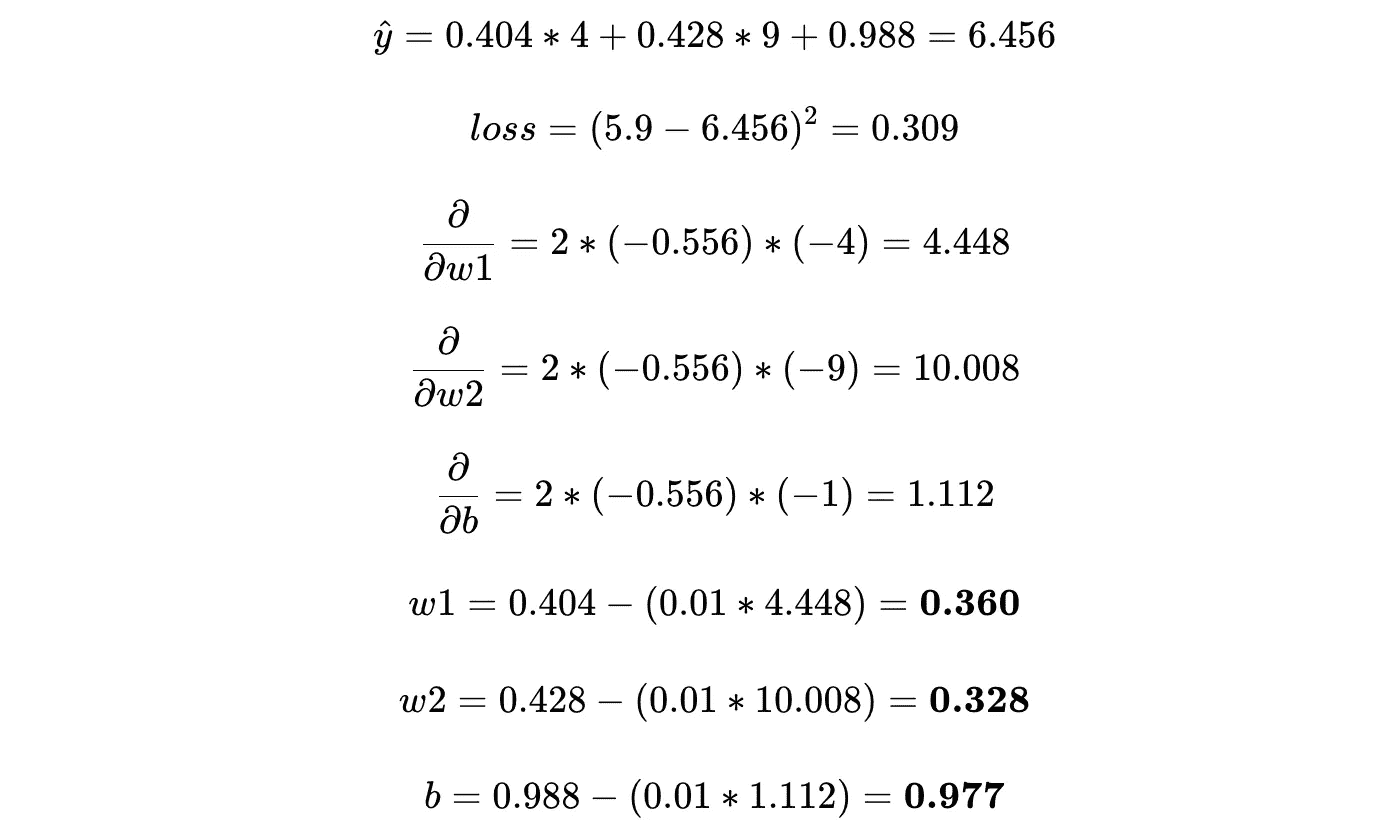 ŷ = 0.404 ∗ 4 + 0.428 ∗ 9 + 0.988 = 6.456
loss = (5.9 − 6.456)² = 0.309
∂/∂w1 = 2 ∗ (−0.556) ∗ (−4) = 4.448
∂/∂w2 = 2 ∗ (−0.556) ∗ (−9) = 10.008
∂/∂b = 2 ∗ (−0.556) ∗ (−1) = 1.112
w1 = 0.404 − (0.01 ∗ 4.448) = 0.360
w2 = 0.428 − (0.01 ∗ 10.008) = 0.328
b = 0.988 − (0.01 ∗ 1.112) = 0.977